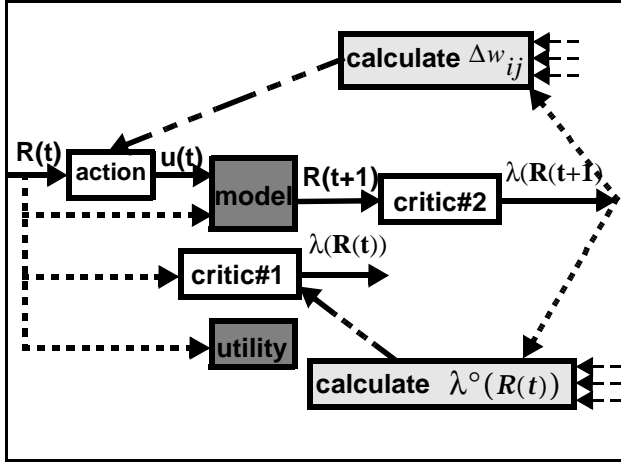 calculate Δw_ij
R(t)
action
u(t)
model
R(t+1)
critic#2
λ(R(t+1)
critic#1
λ(R(t))
utility
calculate λ°(R(t))